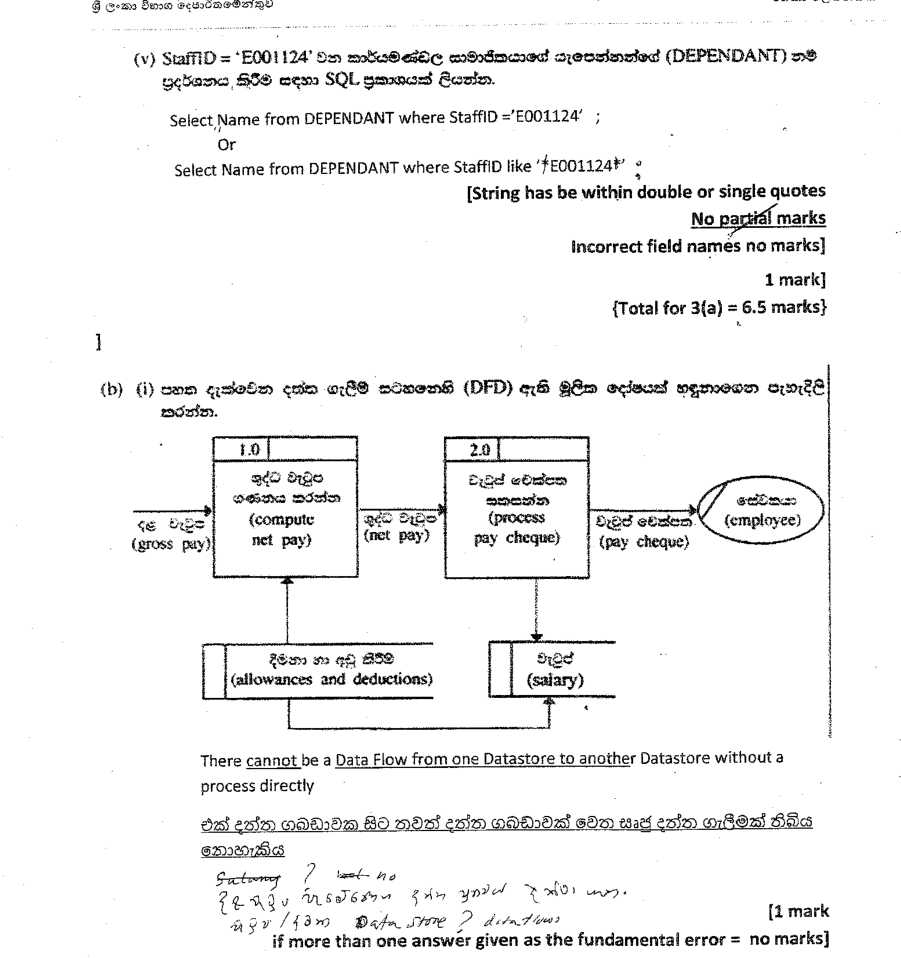 ශ්‍රී ලංකා විභාග දෙපාර්තමේන්තුව
(v) StaffID = 'E001124' වන කාර්යමණ්ඩල සාමාජිකයාගේ යැපෙන්නන්ගේ (DEPENDANT) නම්
ප්‍රදර්ශනය කිරීම සඳහා SQL ප්‍රකාශයක් ලියන්න.
Select Name from DEPENDANT where StaffID ='E001124' ;
Or
Select Name from DEPENDANT where StaffID like '*E001124*' ;
[String has be within double or single quotes
No partial marks
Incorrect field names no marks]
1 mark]
{Total for 3(a) = 6.5 marks}
]
(b) (i) පහත දැක්වෙන දත්ත ගැලීම් සටහනෙහි (DFD) ඇති මූලික දෝෂයක් හඳුනාගෙන පැහැදිලි
කරන්න.
1.0
2.0
ශුද්ධ වැටුප
ගණනය කරන්න
(compute
net pay)
වැටුප් චෙක්පත
සකසන්න
(process
pay cheque)
සේවකයා
(employee)
දළ වැටුප
(gross pay)
ශුද්ධ වැටුප
(net pay)
වැටුප් චෙක්පත
(pay cheque)
දීමනා හා අඩු කිරීම්
(allowances and deductions)
වැටුප්
(salary)
There cannot be a Data Flow from one Datastore to another Datastore without a
process directly
එක් දත්ත ගබඩාවක සිට තවත් දත්ත ගබඩාවක් වෙත සෘජු දත්ත ගැලීමක් තිබිය
නොහැකිය
? no
Data store ? dataflows
[1 mark
if more than one answer given as the fundamental error = no marks]